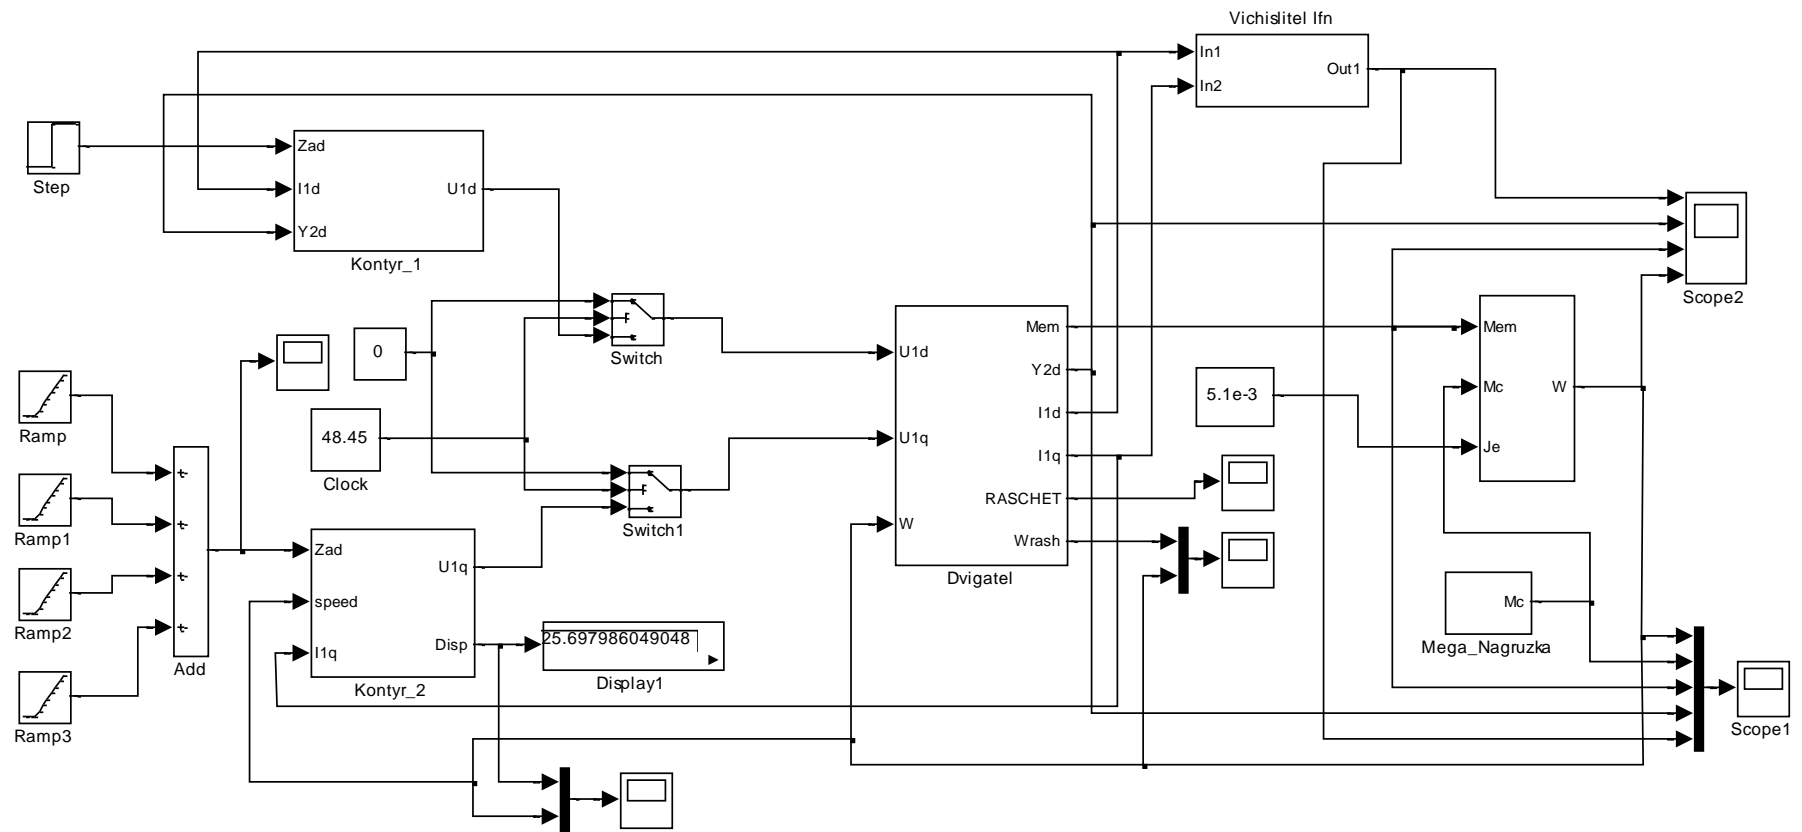 Vichislitel Ifn
In1
In2
Out1
Step
Zad
I1d
Y2d
U1d
Kontyr_1
Scope2
Switch
0
48.45
Clock
Switch1
Ramp
Ramp1
Ramp2
Ramp3
Add
Zad
speed
I1q
U1q
Disp
Kontyr_2
25.697986049048
Display1
U1d
U1q
W
Mem
Y2d
I1d
I1q
RASCHET
Wrash
Dvigatel
5.1e-3
Mem
Mc
Je
W
Mc
Mega_Nagruzka
Scope1